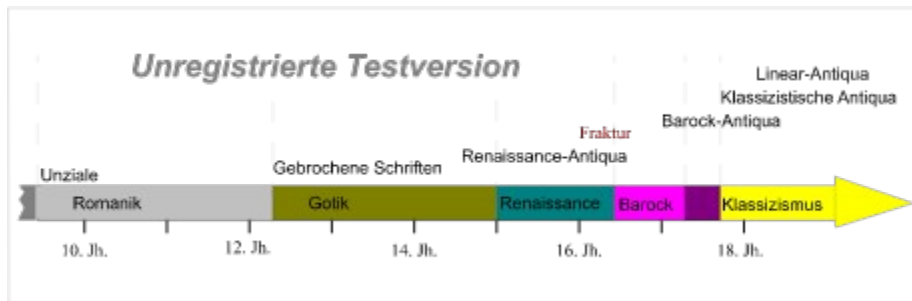 Unregistrierte Testversion
Linear-Antiqua
Klassizistische Antiqua
Barock-Antiqua
Fraktur
Renaissance-Antiqua
Gebrochene Schriften
Unziale
Romanik
Gotik
Renaissance
Barock
Klassizismus
10. Jh.
12. Jh.
14. Jh.
16. Jh.
18. Jh.